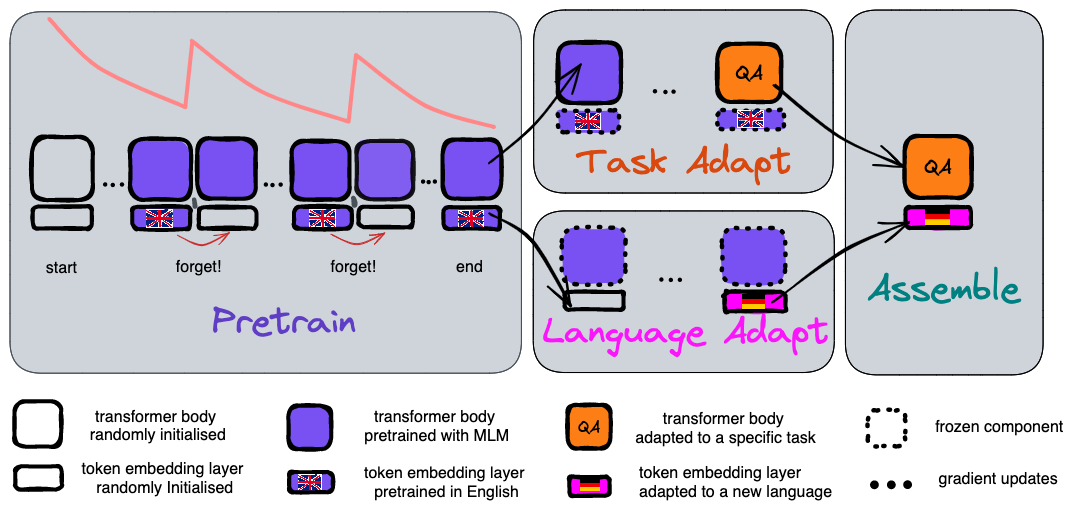 QA
Task Adapt
QA
start
forget!
forget!
end
Pretrain
Language Adapt
Assemble
transformer body
randomly initialised
transformer body
pretrained with MLM
QA
transformer body
adapted to a specific task
frozen component
token embedding layer
randomly Initialised
token embedding layer
pretrained in English
token embedding layer
adapted to a new language
gradient updates